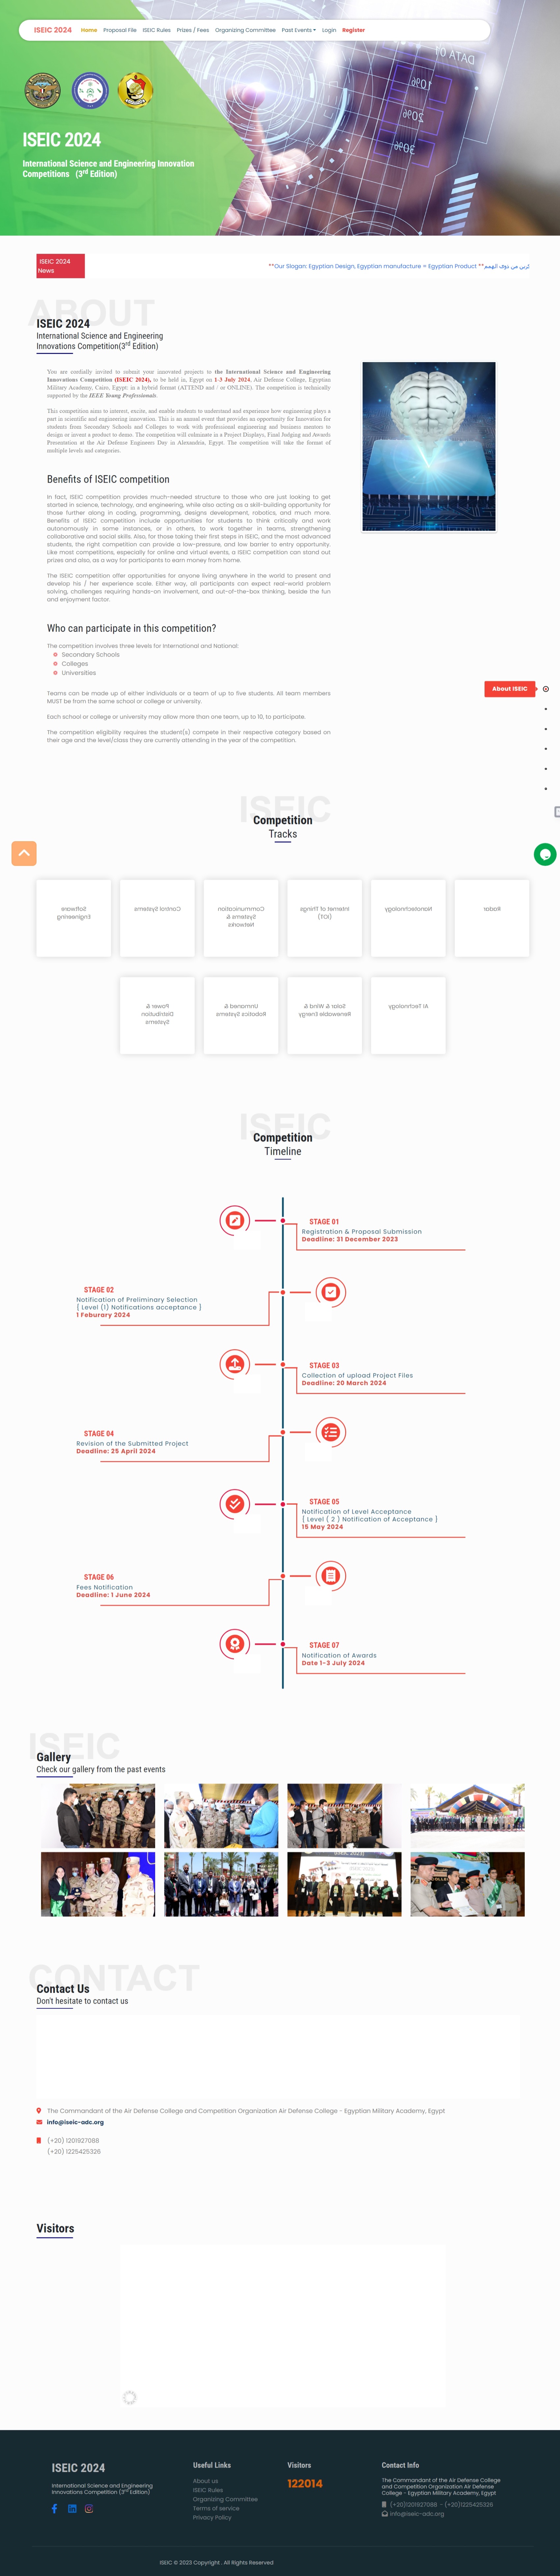 ISEIC 2024
Home Proposal File ISEIC Rules Prizes / Fees Organizing Committee Past Events Login Register
DATA 01
ISEIC 2024
International Science and Engineering Innovation
Competitions (3rd Edition)
ISEIC 2024
News
**Our Slogan: Egyptian Design, Egyptian manufacture = Egyptian Product **
ABOUT
ISEIC 2024
International Science and Engineering
Innovations Competition(3rd Edition)
You are confidially invited to submit your innovated projects to the International Science and Engineering
Innovations Competition (ISEIC 2024), to be held in, Egypt on 1-3 July 2024, Air Defense College, Egyptian
Military Academy, Cairo, Egypt: in a hybrid format (ATTEND and / or ONLINE). The competition is technically
supported by the IEEE Young Professionals.
This competition aims to interest, excite, and enable students to understand and experience how engineering plays a
part in scientific and engineering innovation. This is an annual event that provides an opportunity for Innovation for
students from Secondary Schools and Colleges to work with professional engineering and business mentors to
design or invent a product to demo. The competition will culminate in a Project Displays, Final Judging and Awards
Presentation at the Air Defense Engineers Day in Alexandria, Egypt. The competition will take the format of
multiple levels and categories.
Benefits of ISEIC competition
In fact, ISEIC competition provides much-needed structure to those who are just looking to get
started in science, technology, and engineering, while also acting as a skill-building opportunity for
those further along in coding, programming, designs development, robotics, and much more.
Benefits of ISEIC competition include opportunities for students to think critically and work
autonomously in some instances, or in others, to work together in teams, strengthening
collaborative and social skills. Also, for those taking their first steps in ISEIC, and the most advanced
students, the right competition can provide a low-pressure, and low barrier to entry opportunity.
Like most competitions, especially for online and virtual events, a ISEIC competition can stand out
prizes and also, as a way for participants to earn money from home.
The ISEIC competition offer opportunities for anyone living anywhere in the world to present and
develop his / her experience scale. Either way, all participants can expect real-world problem
solving, challenges requiring hands-on involvement, and out-of-the-box thinking, beside the fun
and enjoyment factor.
Who can participate in this competition?
The competition involves three levels for International and National:
Secondary Schools
Colleges
Universities
Teams can be made up of either individuals or a team of up to five students. All team members
MUST be from the same school or college or university.
Each school or college or university may allow more than one team, up to 10, to participate.
The competition eligibility requires the student(s) compete in their respective category based on
their age and the level/class they are currently attending in the year of the competition.
About ISEIC
ISEIC
Competition
Tracks
Software
Engineering
Control Systems
Communication
Systems &
Networks
Internet of Things
(IOT)
Nanotechnology
Radar
Power &
Distribution
Systems
Unmaned &
Robotics Systems
Solar & Wind &
Renewable Energy
AI Technology
ISEIC
Competition
Timeline
STAGE 01
Registration & Proposal Submission
Deadline: 31 December 2023
STAGE 02
Notification of Preliminary Selection
{ Level (1) Notifications acceptance }
1 Feburary 2024
STAGE 03
Collection of upload Project Files
Deadline: 20 March 2024
STAGE 04
Revision of the Submitted Project
Deadline: 25 April 2024
STAGE 05
Notification of Level Acceptance
{ Level ( 2 ) Notification of Acceptance }
15 May 2024
STAGE 06
Fees Notification
Deadline: 1 June 2024
STAGE 07
Notification of Awards
Date 1-3 July 2024
ISEIC
Gallery
Check our gallery from the past events
CONTACT
Contact Us
Don't hesitate to contact us
The Commandant of the Air Defense College and Competition Organization Air Defense College - Egyptian Military Academy, Egypt
info@iseic-adc.org
(+20) 1201927088
(+20) 1225425326
Visitors
ISEIC 2024
International Science and Engineering
Innovations Competition (3rd Edition)
Useful Links
About us
ISEIC Rules
Organising Committee
Terms of service
Privacy Policy
Visitors
122014
Contact Info
The Commandant of the Air Defense College
and Competition Organization Air Defense
College - Egyptian Military Academy, Egypt
(+20)1201927088 - (+20)1225425326
info@iseic-adc.org
ISEIC © 2023 Copyright . All Rights Reserved